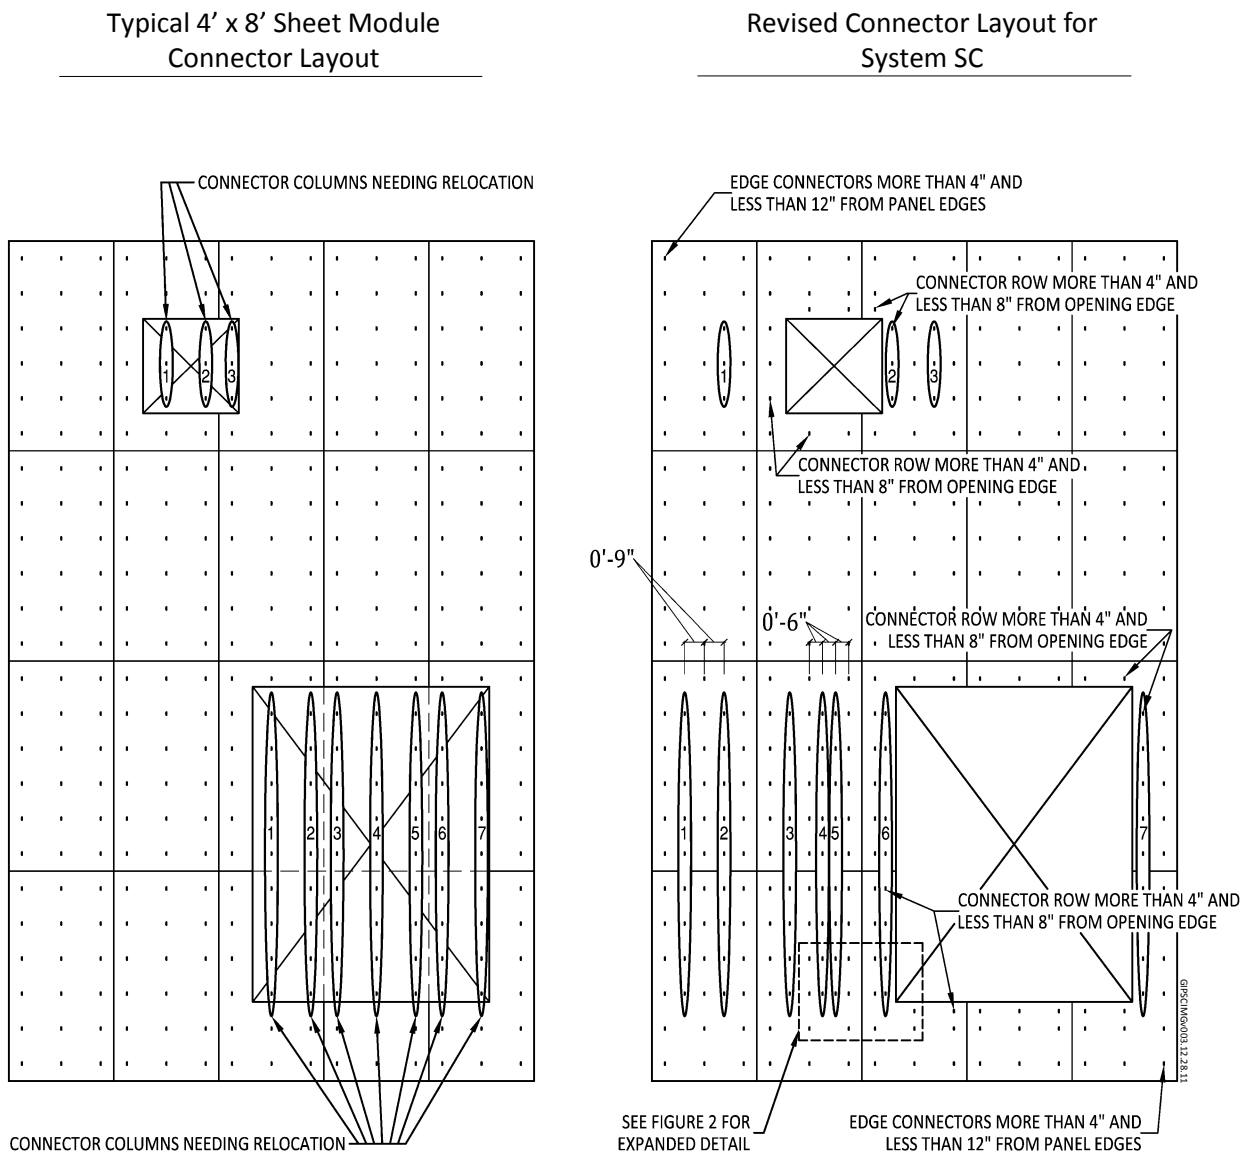 Typical 4’ x 8’ Sheet Module
Connector Layout
Revised Connector Layout for
System SC
CONNECTOR COLUMNS NEEDING RELOCATION
1
2
3
1
2
3
4
5
6
7
CONNECTOR COLUMNS NEEDING RELOCATION
EDGE CONNECTORS MORE THAN 4" AND
LESS THAN 12" FROM PANEL EDGES
CONNECTOR ROW MORE THAN 4" AND
LESS THAN 8" FROM OPENING EDGE
1
2
3
CONNECTOR ROW MORE THAN 4" AND
LESS THAN 8" FROM OPENING EDGE
0'-9"
0'-6"
CONNECTOR ROW MORE THAN 4" AND
LESS THAN 8" FROM OPENING EDGE
1
2
3
4
5
6
7
CONNECTOR ROW MORE THAN 4" AND
LESS THAN 8" FROM OPENING EDGE
GIPSCIMGv003.12.28.11
SEE FIGURE 2 FOR
EXPANDED DETAIL
EDGE CONNECTORS MORE THAN 4" AND
LESS THAN 12" FROM PANEL EDGES